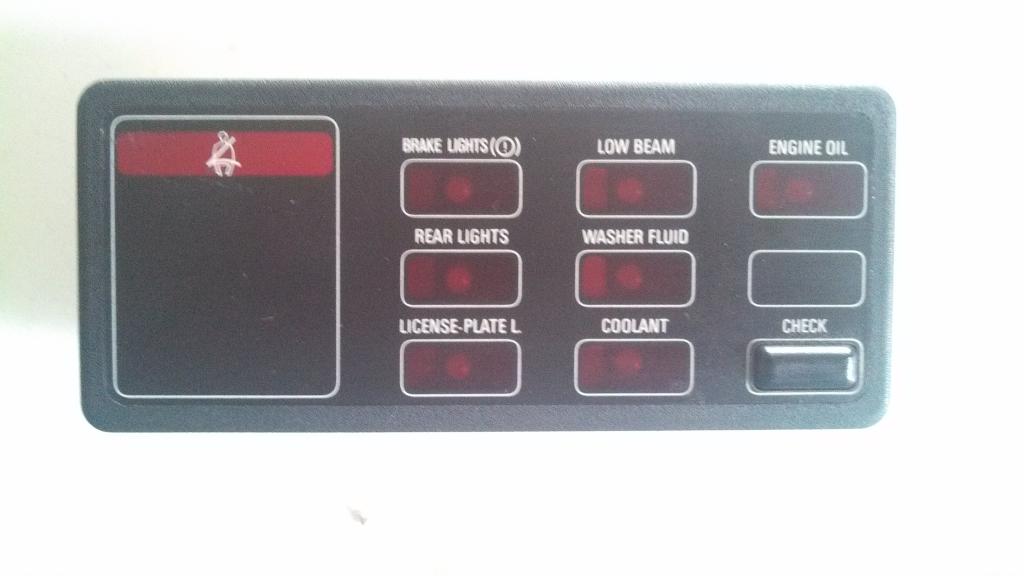 BRAKE LIGHTS(!) LOW BEAM ENGINE OIL
REAR LIGHTS WASHER FLUID
LICENSE-PLATE L. COOLANT CHECK